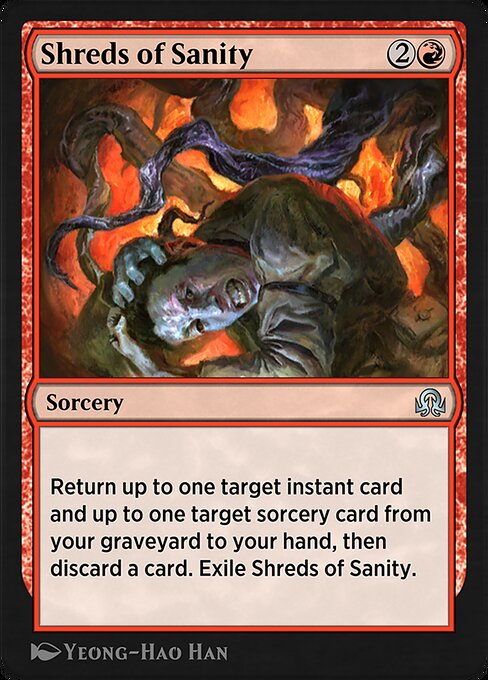 Shreds of Sanity 2
Sorcery
Return up to one target instant card
and up to one target sorcery card from
your graveyard to your hand, then
discard a card. Exile Shreds of Sanity.
Yeong-Hao Han